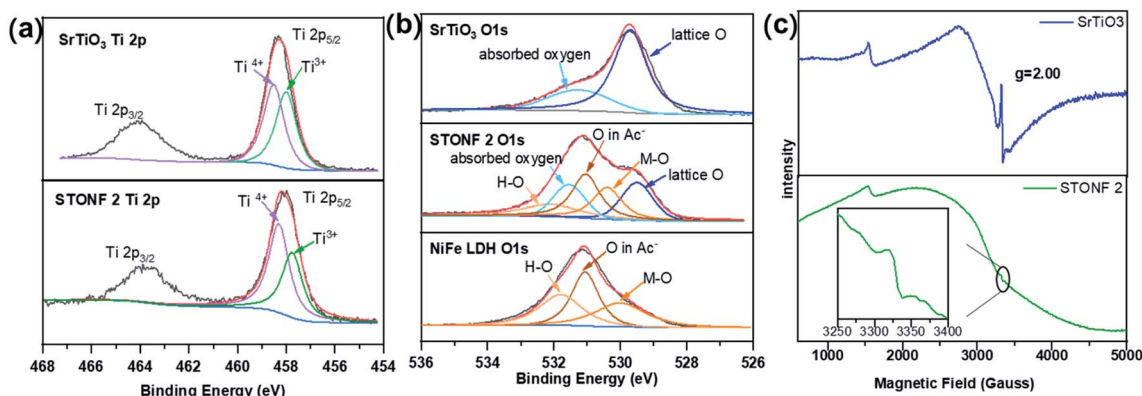 (a)
SrTiO3 Ti 2p
Ti 2p5/2
Ti 4+
Ti3+
Ti 2p3/2
STONF 2 Ti 2p
Ti 2p5/2
Ti 4+
Ti3+
Ti 2p3/2
468 466 464 462 460 458 456 454
Binding Energy (eV)
(b)
SrTiO3 O1s
absorbed oxygen
lattice O
STONF 2 O1s
O in Ac-
absorbed oxygen
M-O
H-O
lattice O
NiFe LDH O1s
O in Ac-
H-O
M-O
536 534 532 530 528 526
Binding Energy (eV)
(c)
SrTiO3
g=2.00
intensity
STONF 2
3250 3300 3350 3400
1000 2000 3000 4000 5000
Magnetic Field (Gauss)